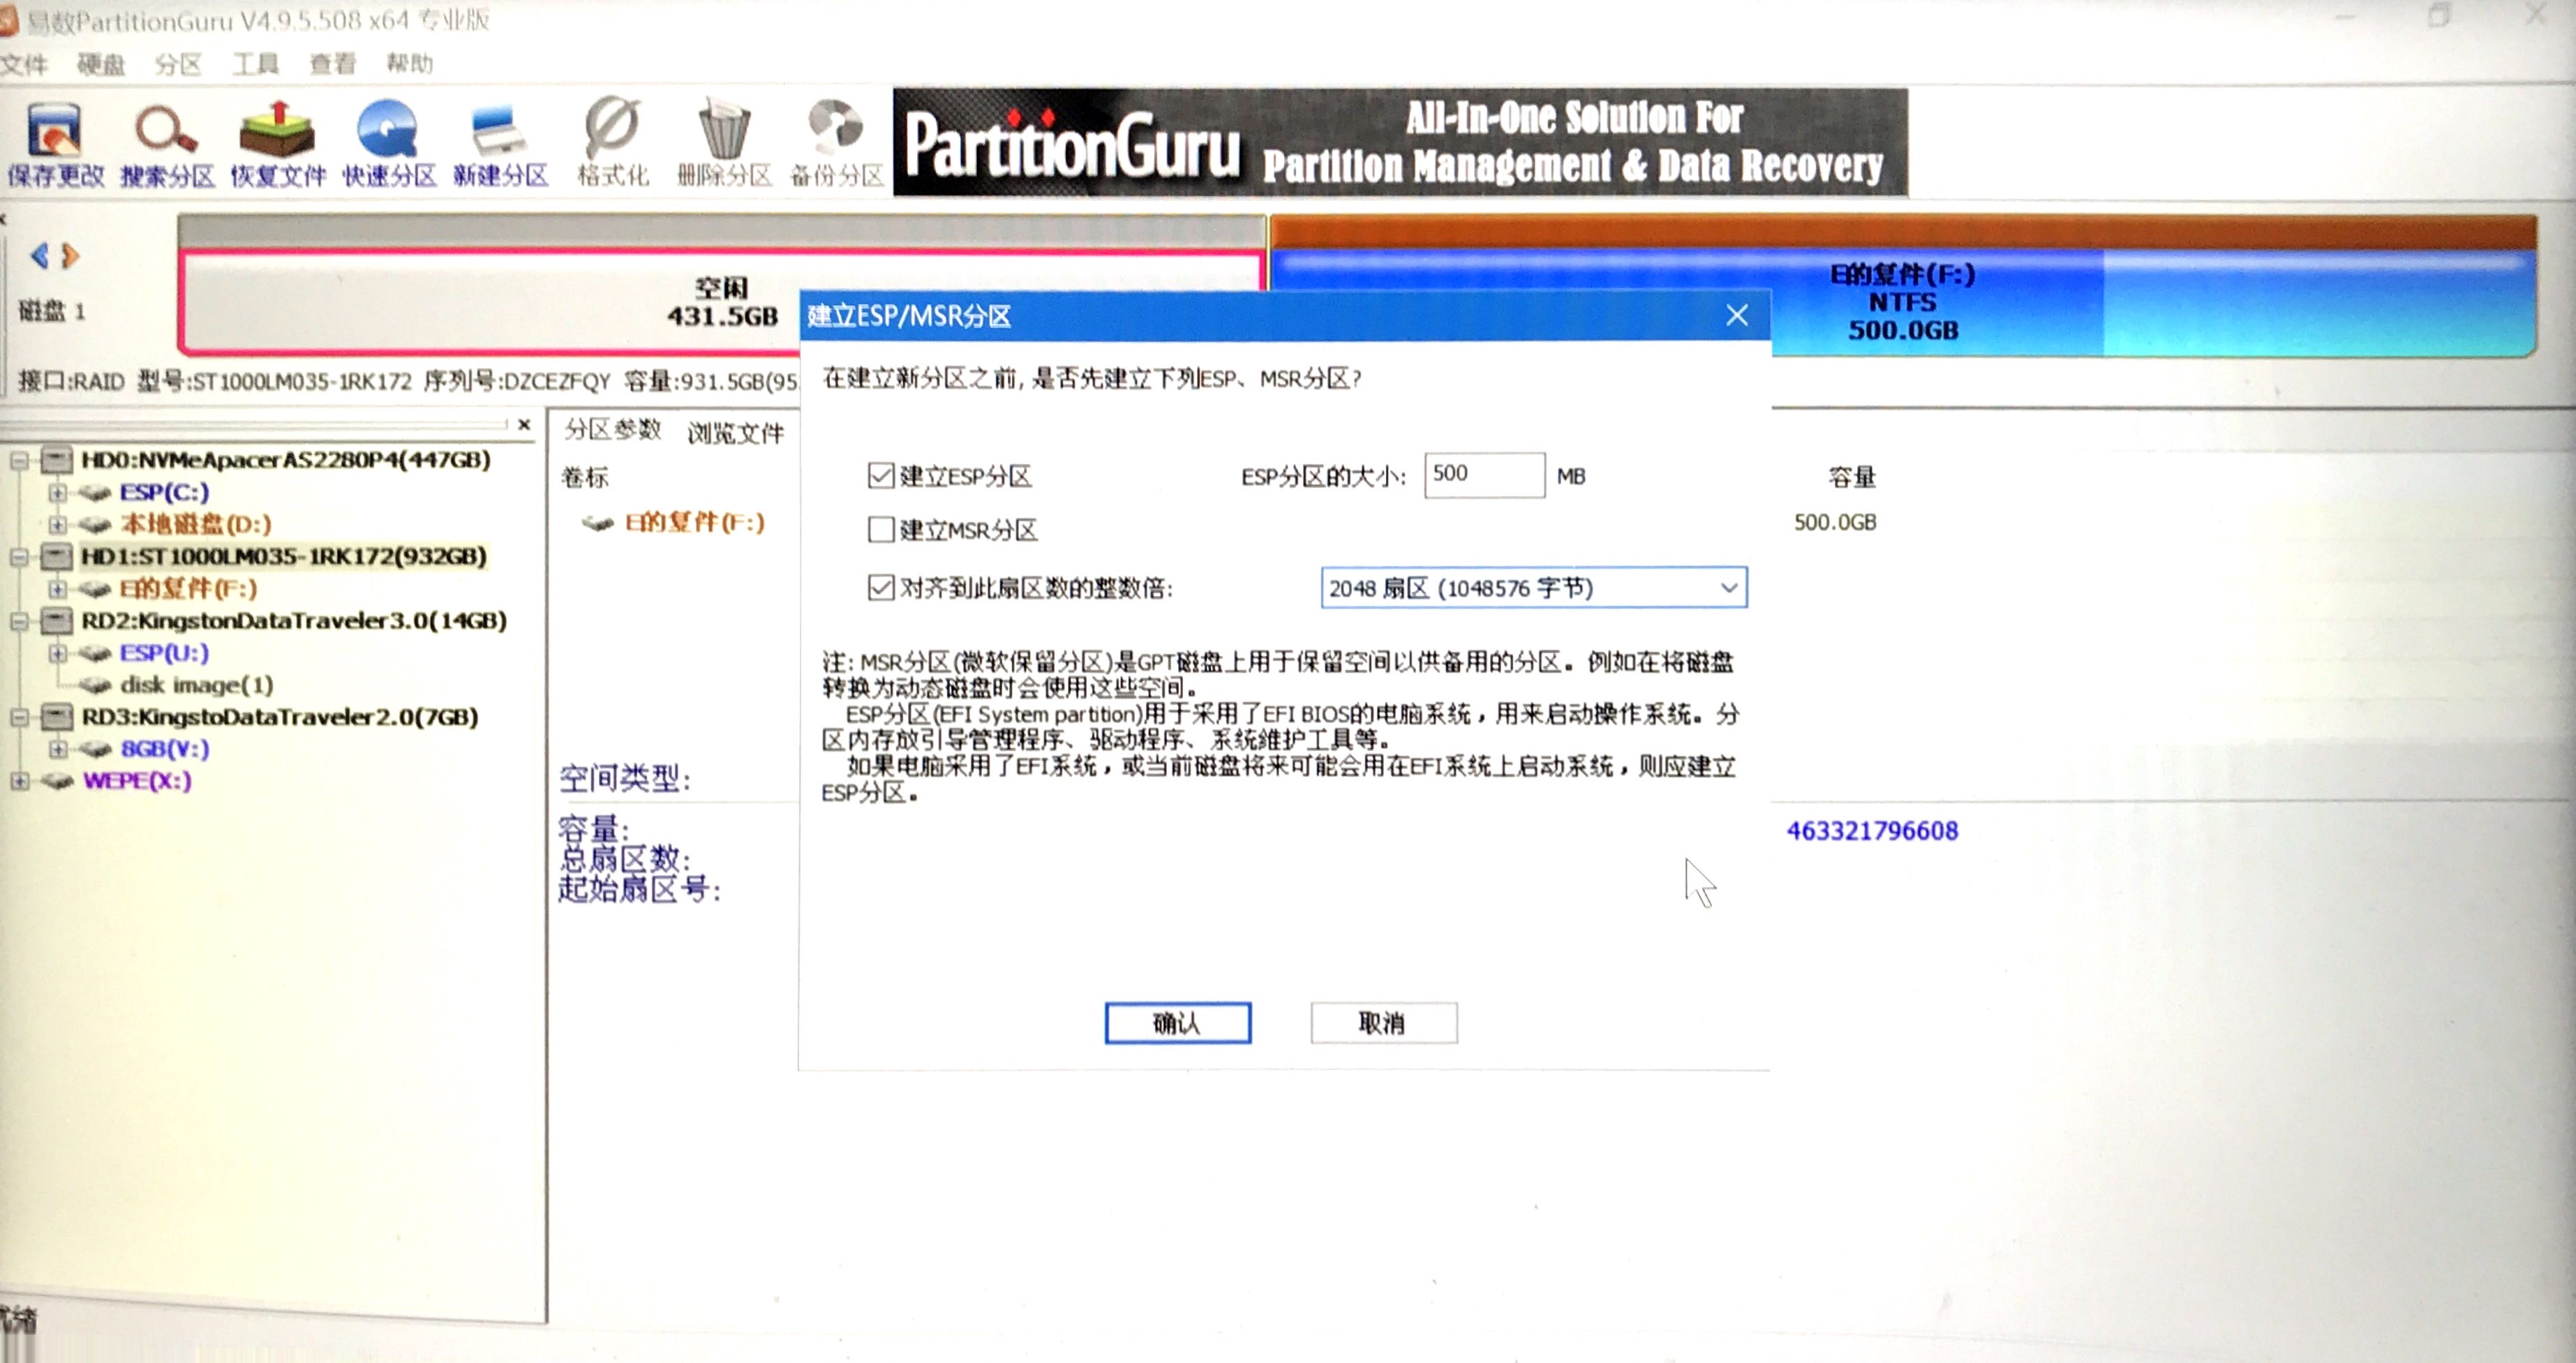 易数PartitionGuru V4.9.5.508 x64 专业版
文件 硬盘 分区 工具 查看 帮助
保存更改 搜索分区 恢复文件 快速分区 新建分区 格式化 删除分区 备份分区
PartitionGuru
All-In-One Solution For
Partition Management & Data Recovery
磁盘 1
空闲
431.5GB
E的复件(F:)
NTFS
500.0GB
接口:RAID 型号:ST1000LM035-1RK172 序列号:DZCEZFQY 容量:931.5GB(95
HD0:NVMeApacerAS2280P4(447GB)
ESP(C:)
本地磁盘(D:)
HD1:ST1000LM035-1RK172(932GB)
E的复件(F:)
RD2:KingstonDataTraveler3.0(14GB)
ESP(U:)
disk image(1)
RD3:KingstoDataTraveler2.0(7GB)
8GB(V:)
WEPE(X:)
分区参数 浏览文件
卷标
容量
E的复件(F:)
500.0GB
空间类型:
容量:
463321796608
总扇区数:
起始扇区号:
建立ESP/MSR分区
在建立新分区之前, 是否先建立下列ESP、MSR分区?
建立ESP分区 ESP分区的大小: 500 MB
建立MSR分区
对齐到此扇区数的整数倍: 2048 扇区 (1048576 字节)
注: MSR分区(微软保留分区)是GPT磁盘上用于保留空间以供备用的分区。例如在将磁盘
转换为动态磁盘时会使用这些空间。
ESP分区(EFI System partition)用于采用了EFI BIOS的电脑系统，用来启动操作系统。分
区内存放引导管理程序、驱动程序、系统维护工具等。
如果电脑采用了EFI系统，或当前磁盘将来可能会用在EFI系统上启动系统，则应建立
ESP分区。
确认 取消
就绪